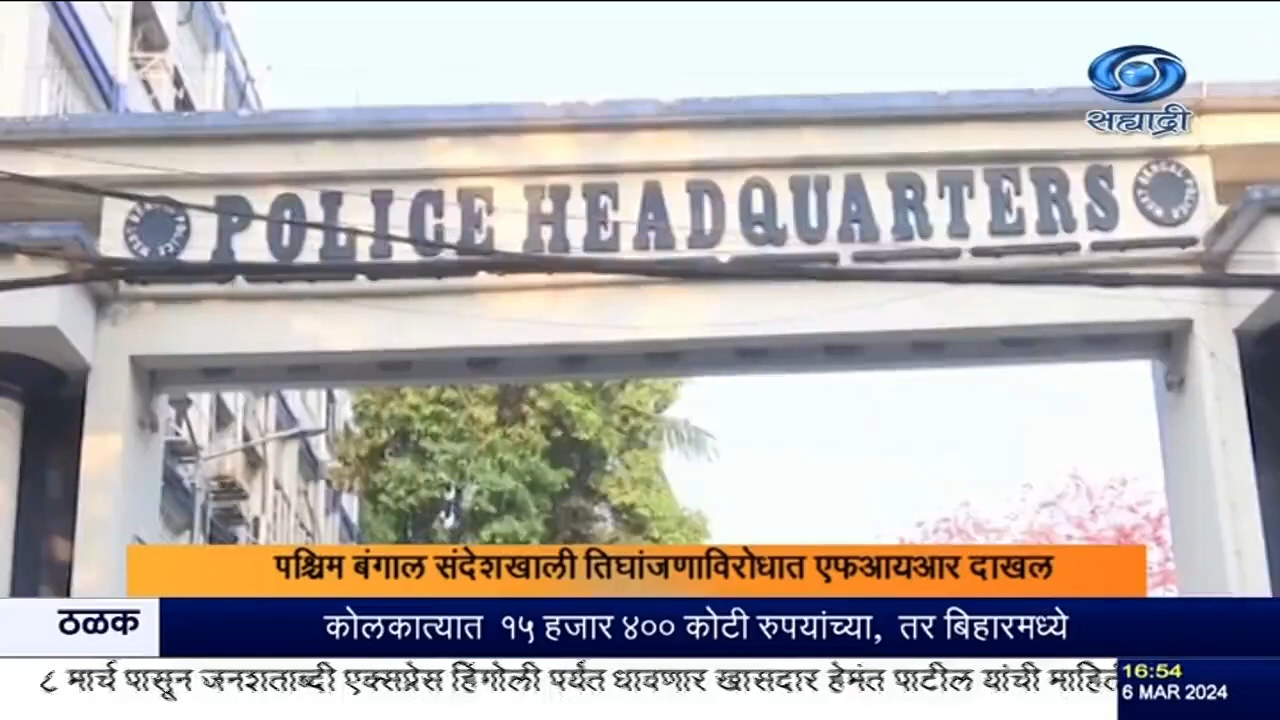 सह्याद्री
POLICE HEADQUARTERS
पश्चिम बंगाल संदेशखाली तिघांजणाविरोधात एफआयआर दाखल
ठळक
कोलकात्यात १५ हजार ४०० कोटी रुपयांच्या, तर बिहारमध्ये
८ मार्च पासून जनशताब्दी एक्सप्रेस हिंगोली पर्यंत धावणार खासदार हेमंत पाटील यांची
16:54
6 MAR 2024